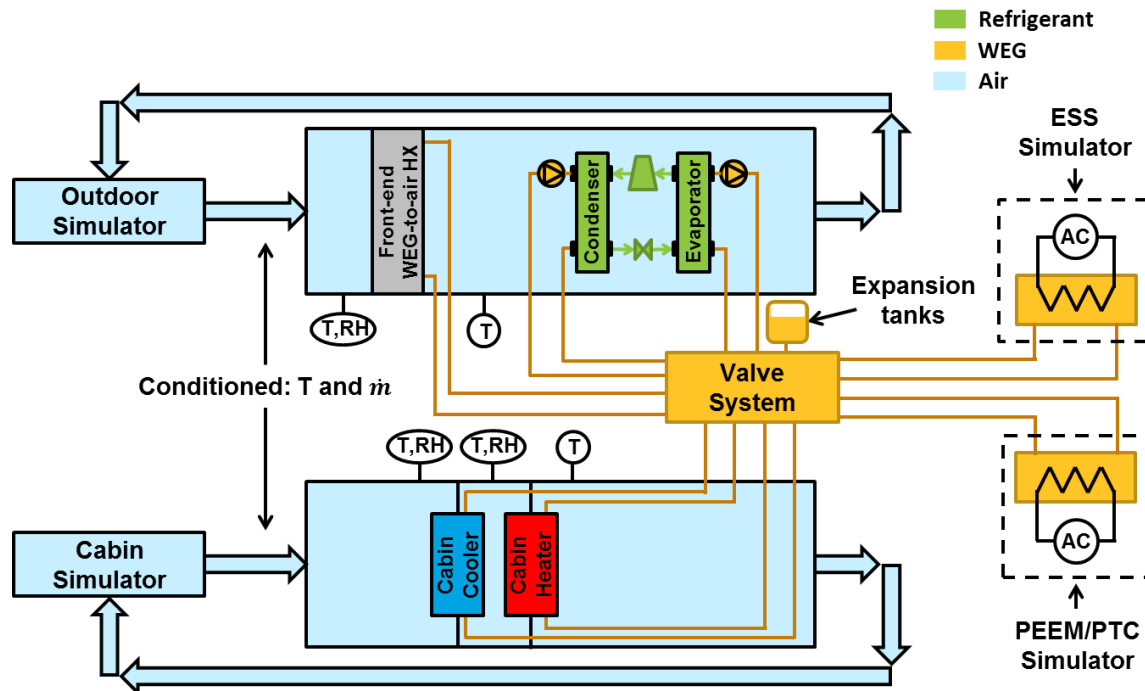 Refrigerant
WEG
Air
ESS
Simulator
AC
Outdoor
Simulator
Front-end
WEG-to-air HX
Condenser
Evaporator
T,RH
T
Expansion
tanks
Conditioned: T and ṁ
Valve
System
T,RH
T,RH
T
Cabin
Simulator
Cabin
Cooler
Cabin
Heater
AC
PEEM/PTC
Simulator